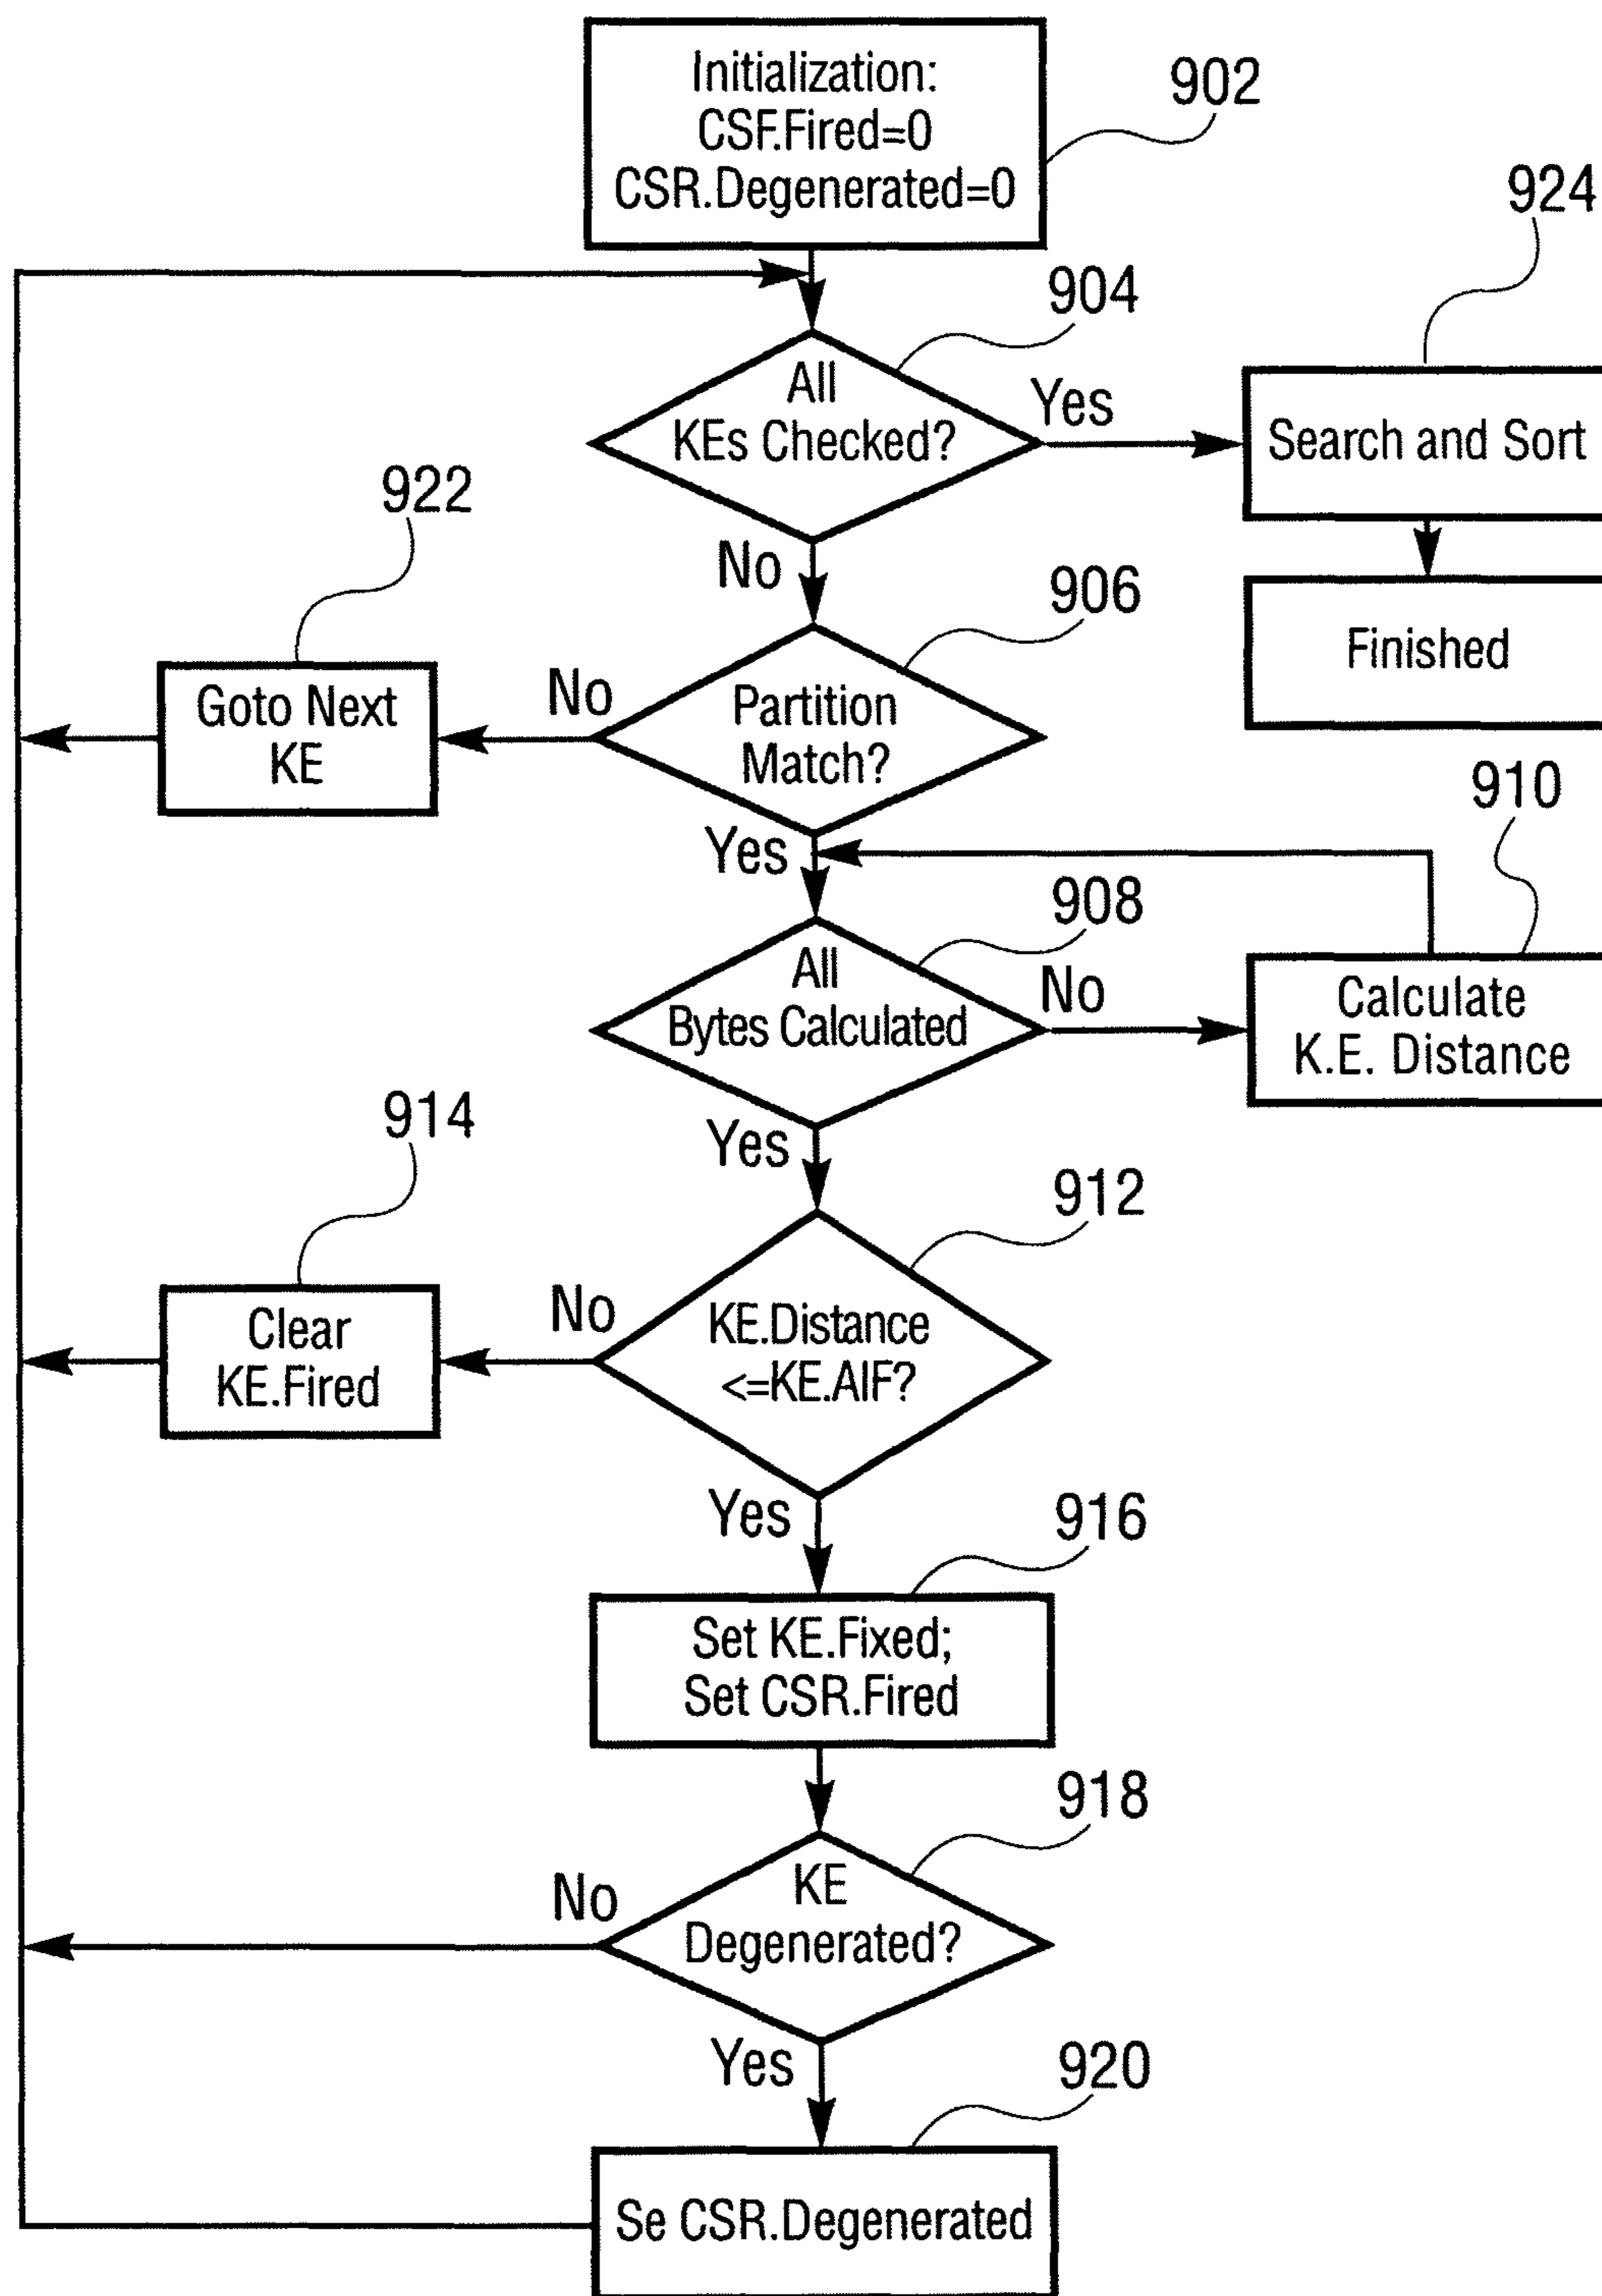 Initialization:
CSF.Fired=0
CSR.Degenerated=0
902
924
904
All
KEs Checked?
Yes
Search and Sort
922
No
906
Finished
Goto Next
KE
No
Partition
Match?
910
Yes
908
All
Bytes Calculated
No
Calculate
K.E. Distance
914
Yes
912
Clear
KE.Fired
No
KE.Distance
<=KE.AIF?
Yes
916
Set KE.Fixed;
Set CSR.Fired
918
No
KE
Degenerated?
Yes
920
Se CSR.Degenerated